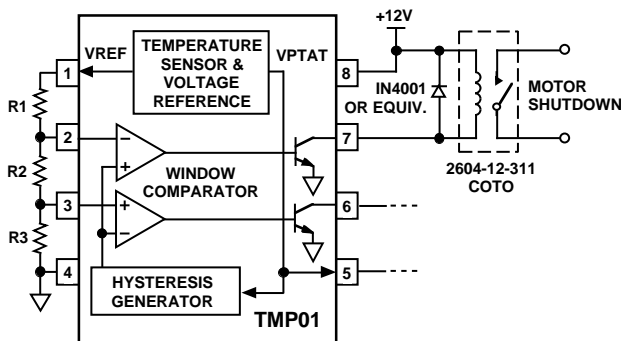 +12V
VREF
TEMPERATURE
SENSOR &
VOLTAGE
REFERENCE
VPTAT
1
8
R1
IN4001
OR EQUIV.
MOTOR
SHUTDOWN
2
7
R2
WINDOW
COMPARATOR
2604-12-311
COTO
3
6
R3
4
5
HYSTERESIS
GENERATOR
TMP01